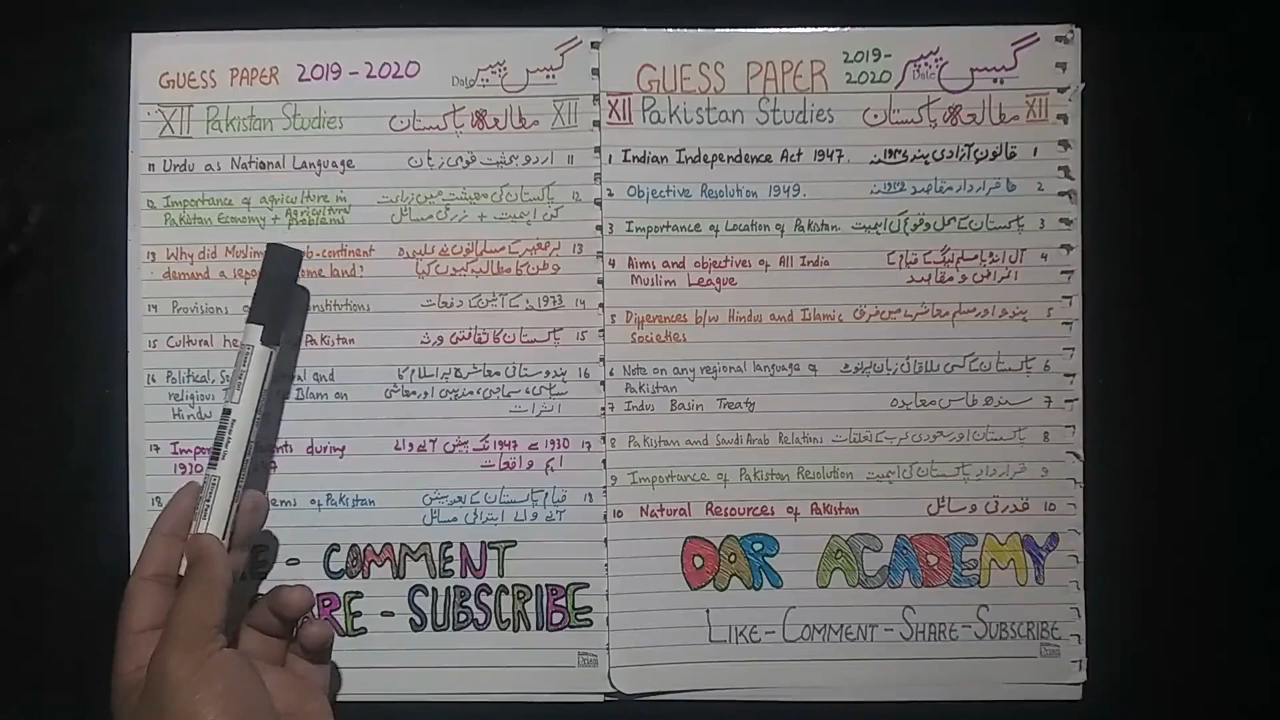 GUESS PAPER 2019-2020 گیس پیپر
Date
XII Pakistan Studies مطالعہ پاکستان XII
11 Urdu as National Language اردو بحیثیت قومی زبان 11
12 Importance of agriculture in پاکستان کی معیشت میں زراعت 12
Pakistan Economy + Agricultural problems کی اہمیت + زرعی مسائل
13 Why did Muslim continent برصغیر کے مسلمانوں نے علیحدہ 13
demand a home land? وطن کا مطالبہ کیوں کیا
14 Provisions 1973ء کے آئین کے دفعات 14
15 Cultural Pakistan پاکستان کا ثقافتی ورثہ 15
16 Political, and ہندوستانی معاشرہ پر اسلام کا 16
religious Islam on سیاسی، سماجی، مذہبی اور معاشی
Hindu اثرات
17 during 1930 سے 1947 تک پیش آنے والے 17
1930 اہم واقعات
18 of Pakistan قیام پاکستان کے بعد پیش 18
آنے والے ابتدائی مسائل
- COMMENT
- SUBSCRIBE
GUESS PAPER 2019-2020 گیس پیپر
Date
XII Pakistan Studies مطالعہ پاکستان XII
1 Indian Independence Act 1947. قانون آزادی ہند 1
2 Objective Resolution 1949. قرارداد مقاصد 2
3 Importance of Location of Pakistan. پاکستان کے محل وقوع کی اہمیت 3
4 Aims and objectives of All India آل انڈیا مسلم لیگ کے قیام کا 4
Muslim League اغراض و مقاصد
5 Differences b/w Hindus and Islamic ہندو اور مسلم معاشرے میں فرق 5
Societies
6 Note on any regional language of پاکستان کے کسی علاقائی زبان پر نوٹ 6
Pakistan
7 Indus Basin Treaty سندھ طاس معاہدہ 7
8 Pakistan and Saudi Arab Relations پاکستان اور سعودی عرب کے تعلقات 8
9 Importance of Pakistan Resolution قرارداد پاکستان کی اہمیت 9
10 Natural Resources of Pakistan قدرتی وسائل 10
DAR ACADEMY
LIKE-COMMENT-SHARE-SUBSCRIBE